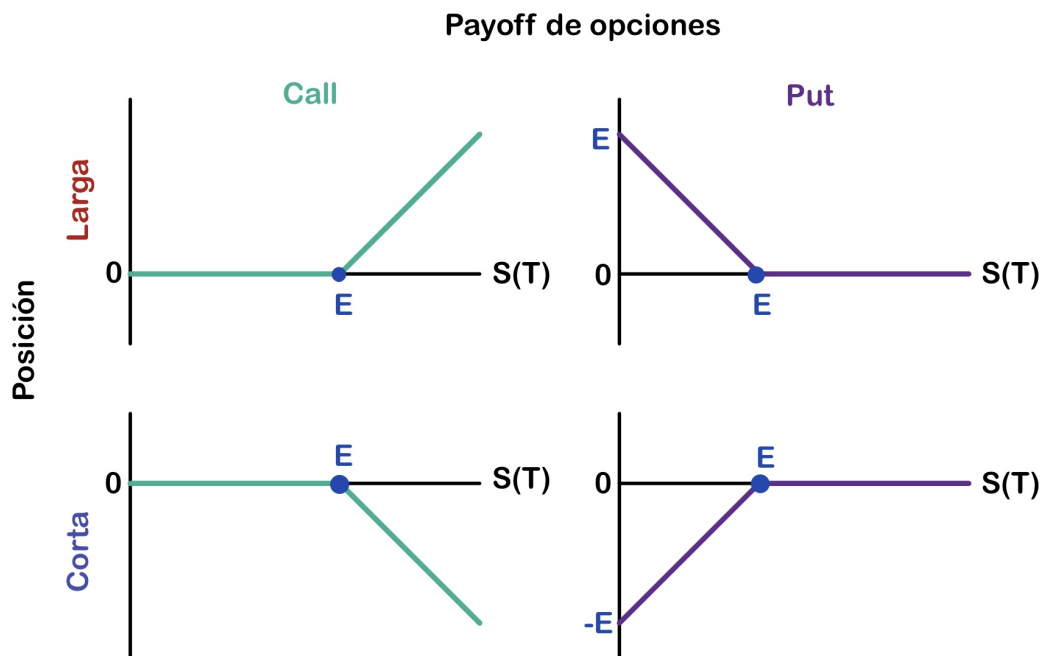 Payoff de opciones
Call
Put
Posición
Larga
0
E
S(T)
E
0
E
S(T)
Corta
0
E
S(T)
0
E
S(T)
-E